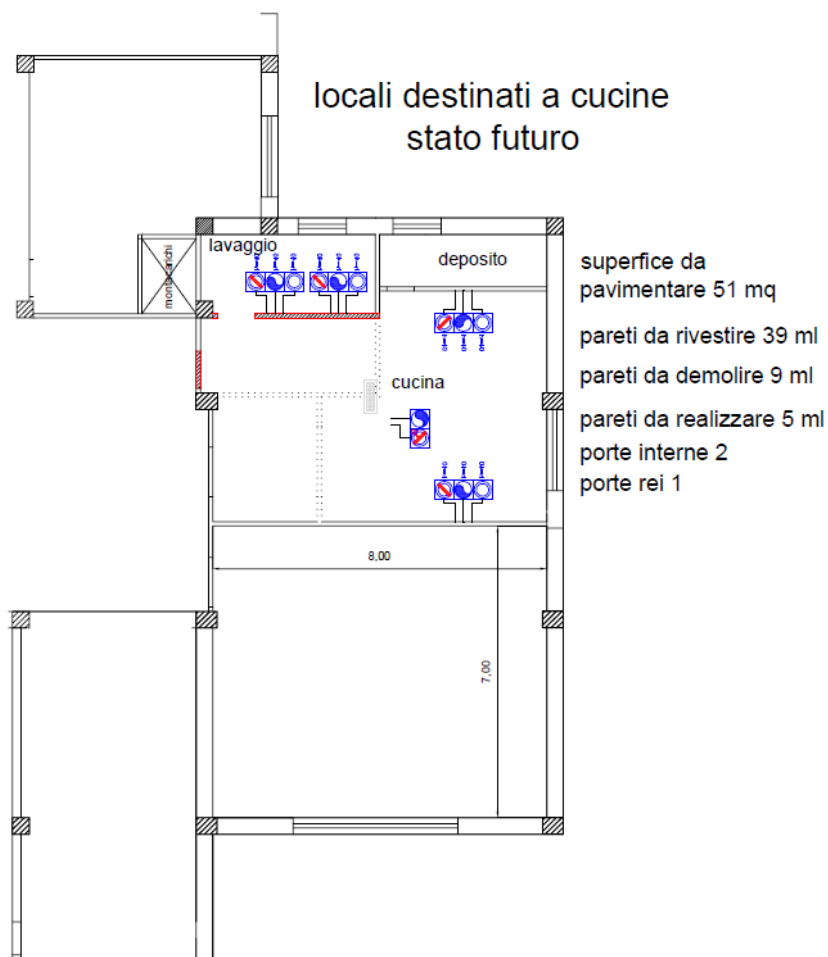 locali destinati a cucine
stato futuro
lavaggio
deposito
montacarichi
superfice da
pavimentare 51 mq
pareti da rivestire 39 ml
pareti da demolire 9 ml
cucina
pareti da realizzare 5 ml
porte interne 2
porte rei 1
8,00
7,00